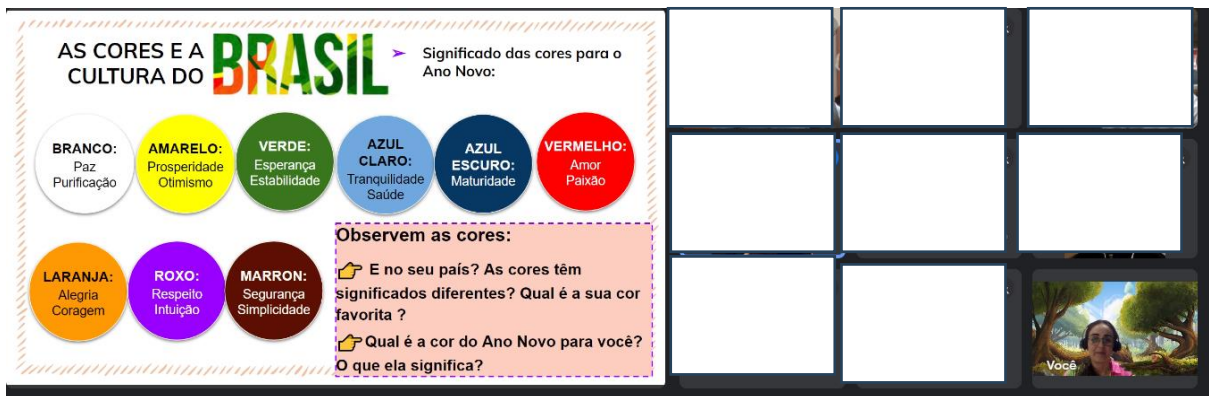 AS CORES E A
CULTURA DO BRASIL
➤ Significado das cores para o
Ano Novo:
BRANCO:
Paz
Purificação
AMARELO:
Prosperidade
Otimismo
VERDE:
Esperança
Estabilidade
AZUL
CLARO:
Tranquilidade
Saúde
AZUL
ESCURO:
Maturidade
VERMELHO:
Amor
Paixão
LARANJA:
Alegria
Coragem
ROXO:
Respeito
Intuição
MARRON:
Segurança
Simplicidade
Observem as cores:
👉 E no seu país? As cores têm
significados diferentes? Qual é a sua cor
favorita ?
👉 Qual é a cor do Ano Novo para você?
O que ela significa?
Você